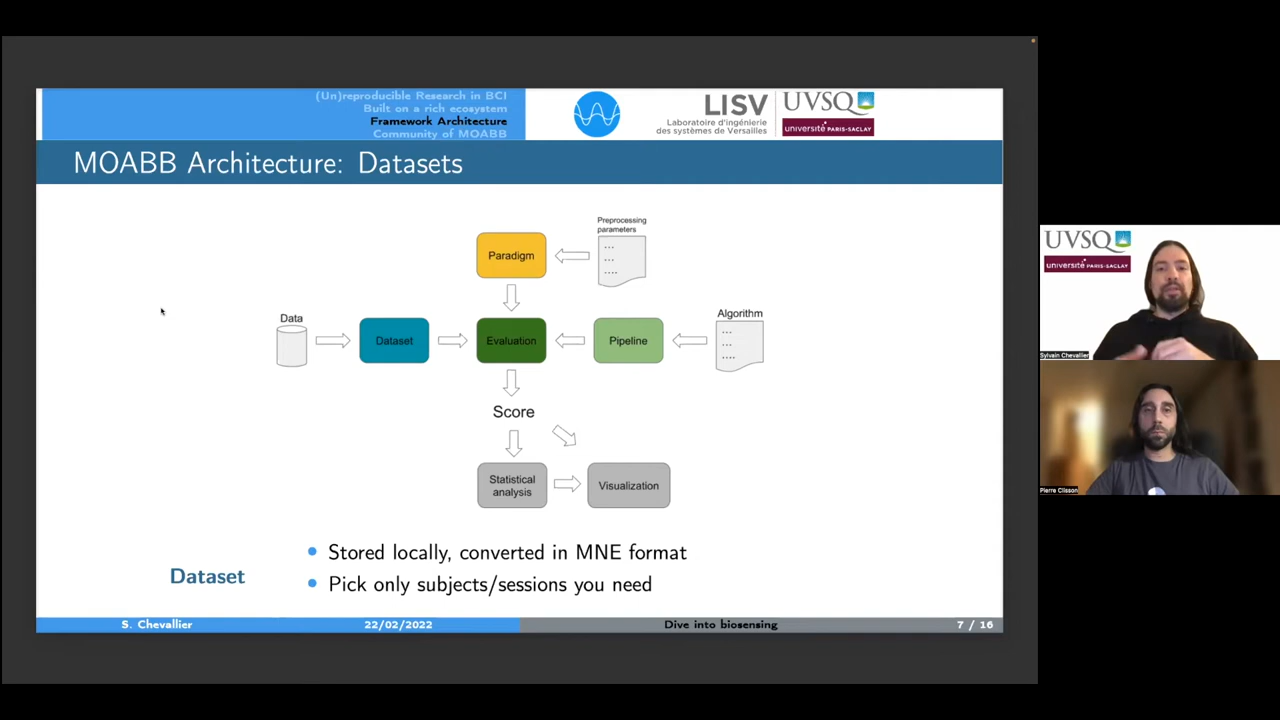 (Un)reproducible Research in BCI
Built on a rich ecosystem
Framework Architecture
Community of MOABB
LISV
Laboratoire d'ingénierie
des systèmes de Versailles
UVSQ
université PARIS-SACLAY
MOABB Architecture: Datasets
Preprocessing
parameters
...
...
....
Paradigm
Data
Dataset
Evaluation
Pipeline
Algorithm
...
...
....
Score
Statistical
analysis
Visualization
Dataset
Stored locally, converted in MNE format
Pick only subjects/sessions you need
S. Chevallier
22/02/2022
Dive into biosensing
7 / 16
UVSQ
université PARIS-SACLAY
Sylvain Chevallier
Pierre Clisson